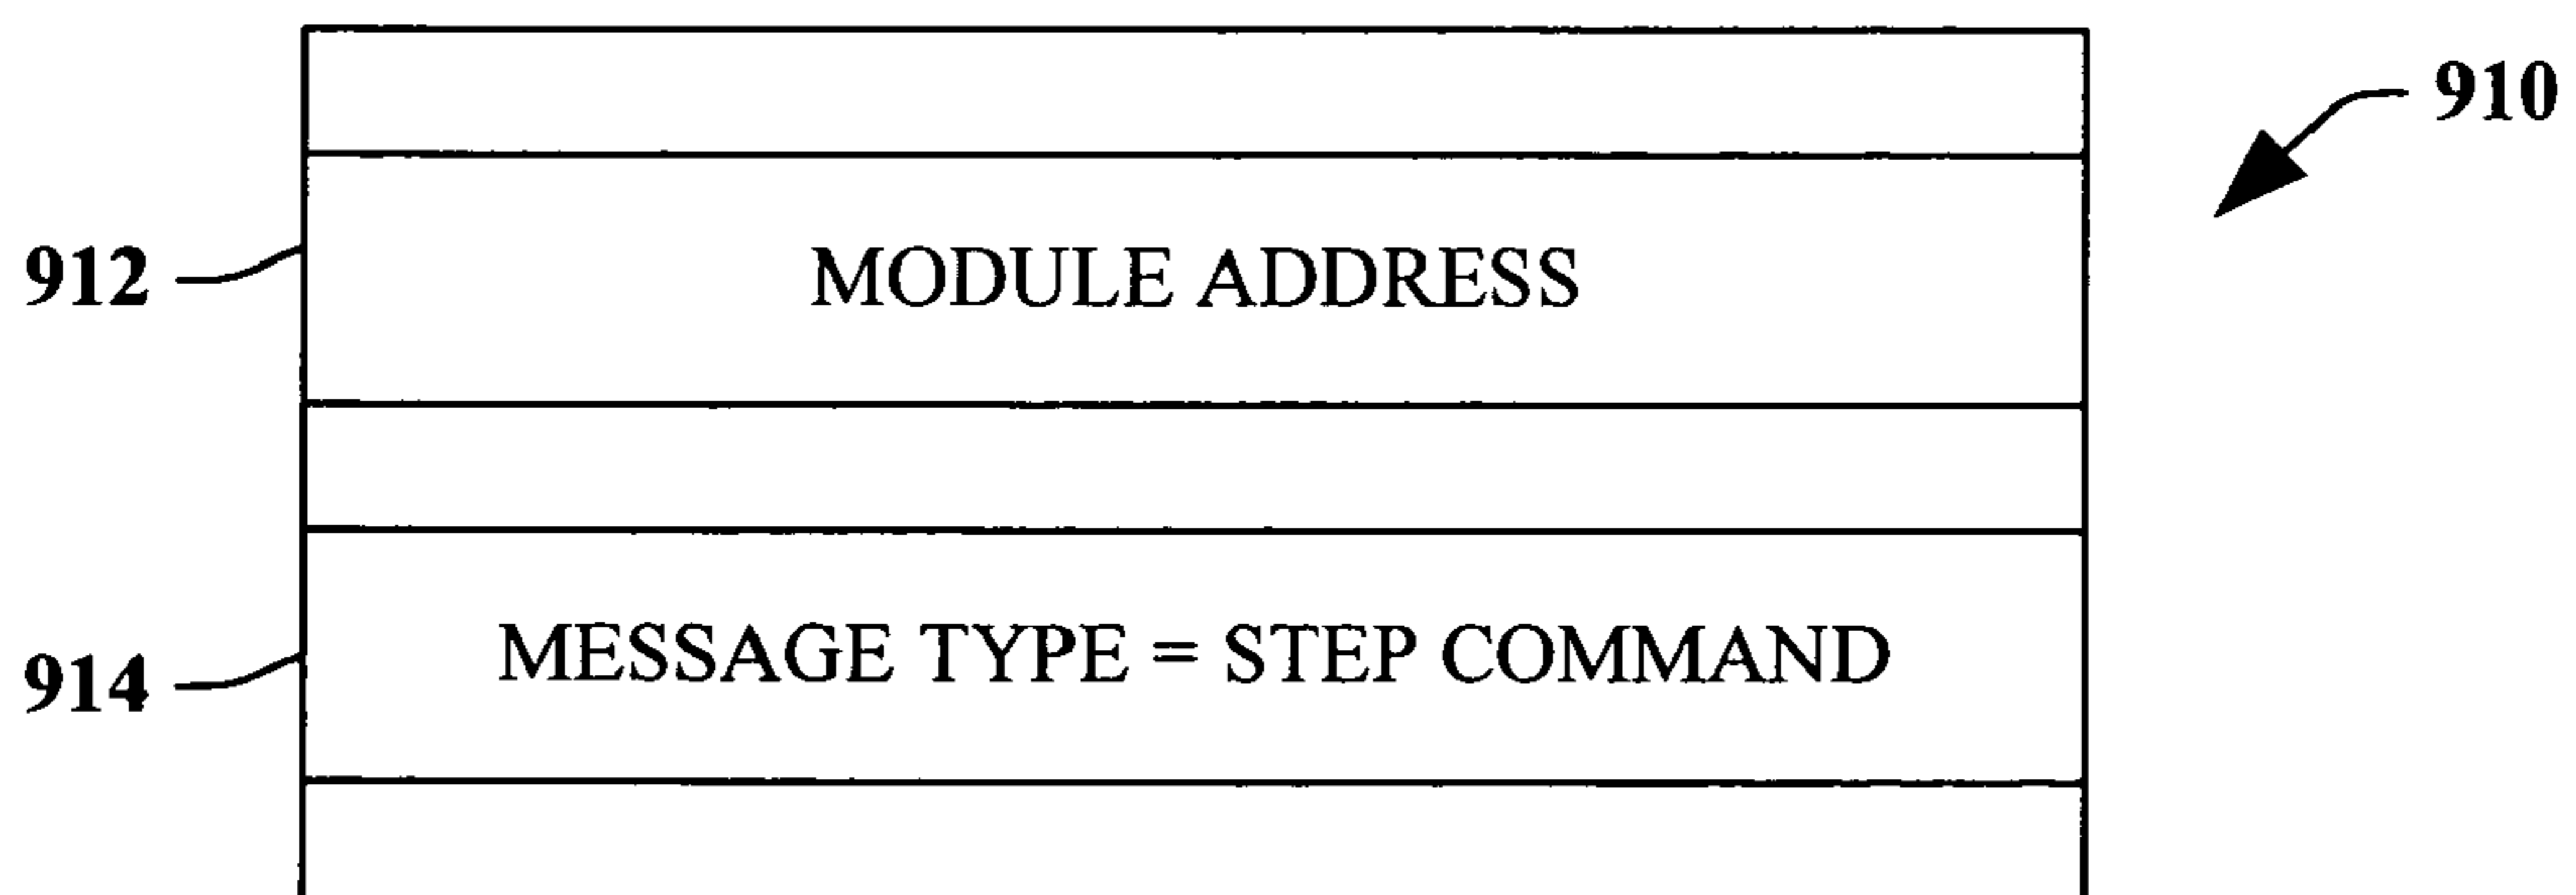 910
912
MODULE ADDRESS
914
MESSAGE TYPE = STEP COMMAND